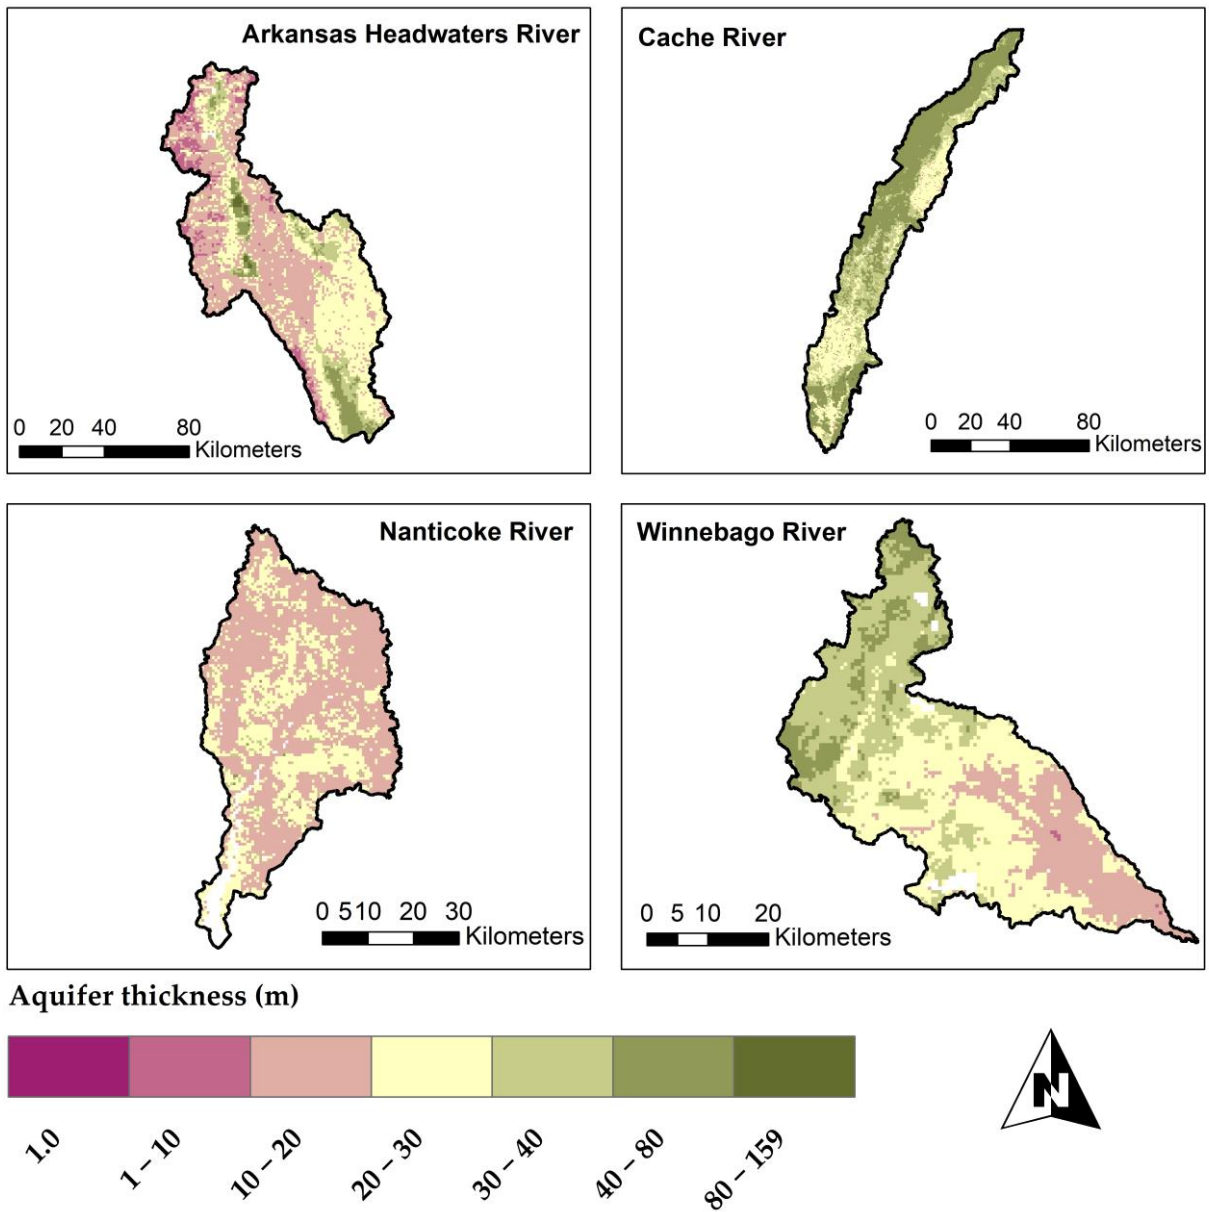 Arkansas Headwaters River
0 20 40 80
Kilometers
Cache River
0 20 40 80
Kilometers
Nanticoke River
0 5 10 20 30
Kilometers
Winnebago River
0 5 10 20
Kilometers
Aquifer thickness (m)
1.0
1 – 10
10 – 20
20 – 30
30 – 40
40 – 80
80 – 159
N